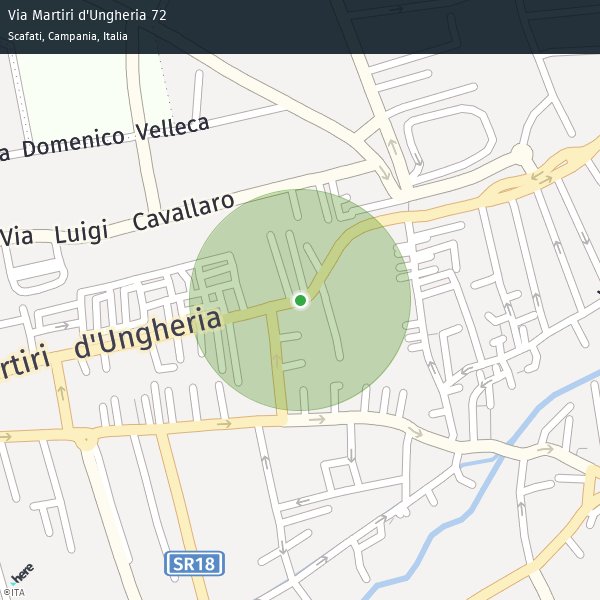 Via Martiri d'Ungheria 72
Scafati, Campania, Italia
a Domenico Velleca
Via Luigi Cavallaro
rtiri d'Ungheria
SR18
here
©ITA